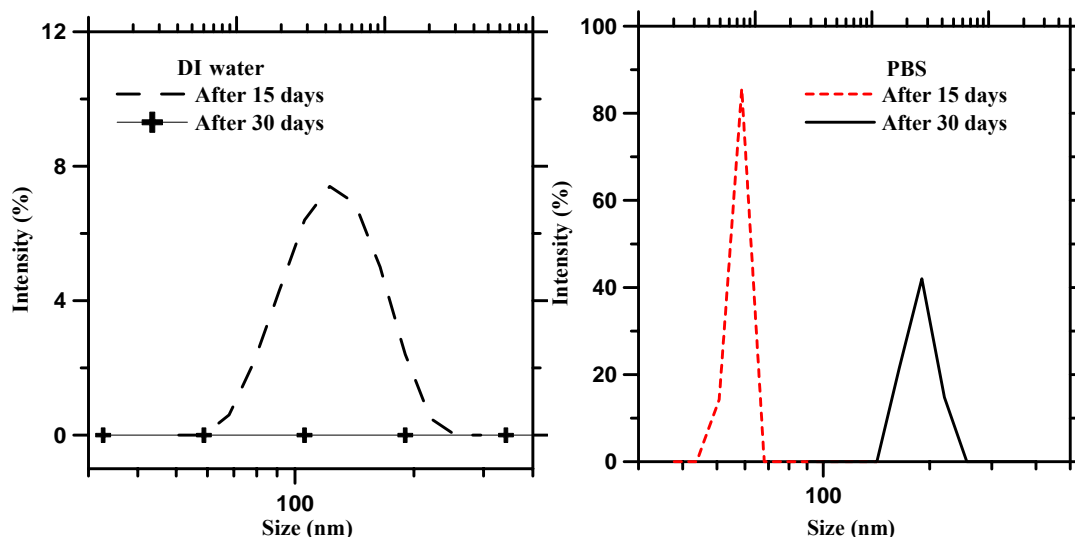 12
8
4
0
Intensity (%)
DI water
After 15 days
After 30 days
100
Size (nm)
100
80
60
40
20
0
Intensity (%)
PBS
After 15 days
After 30 days
100
Size (nm)